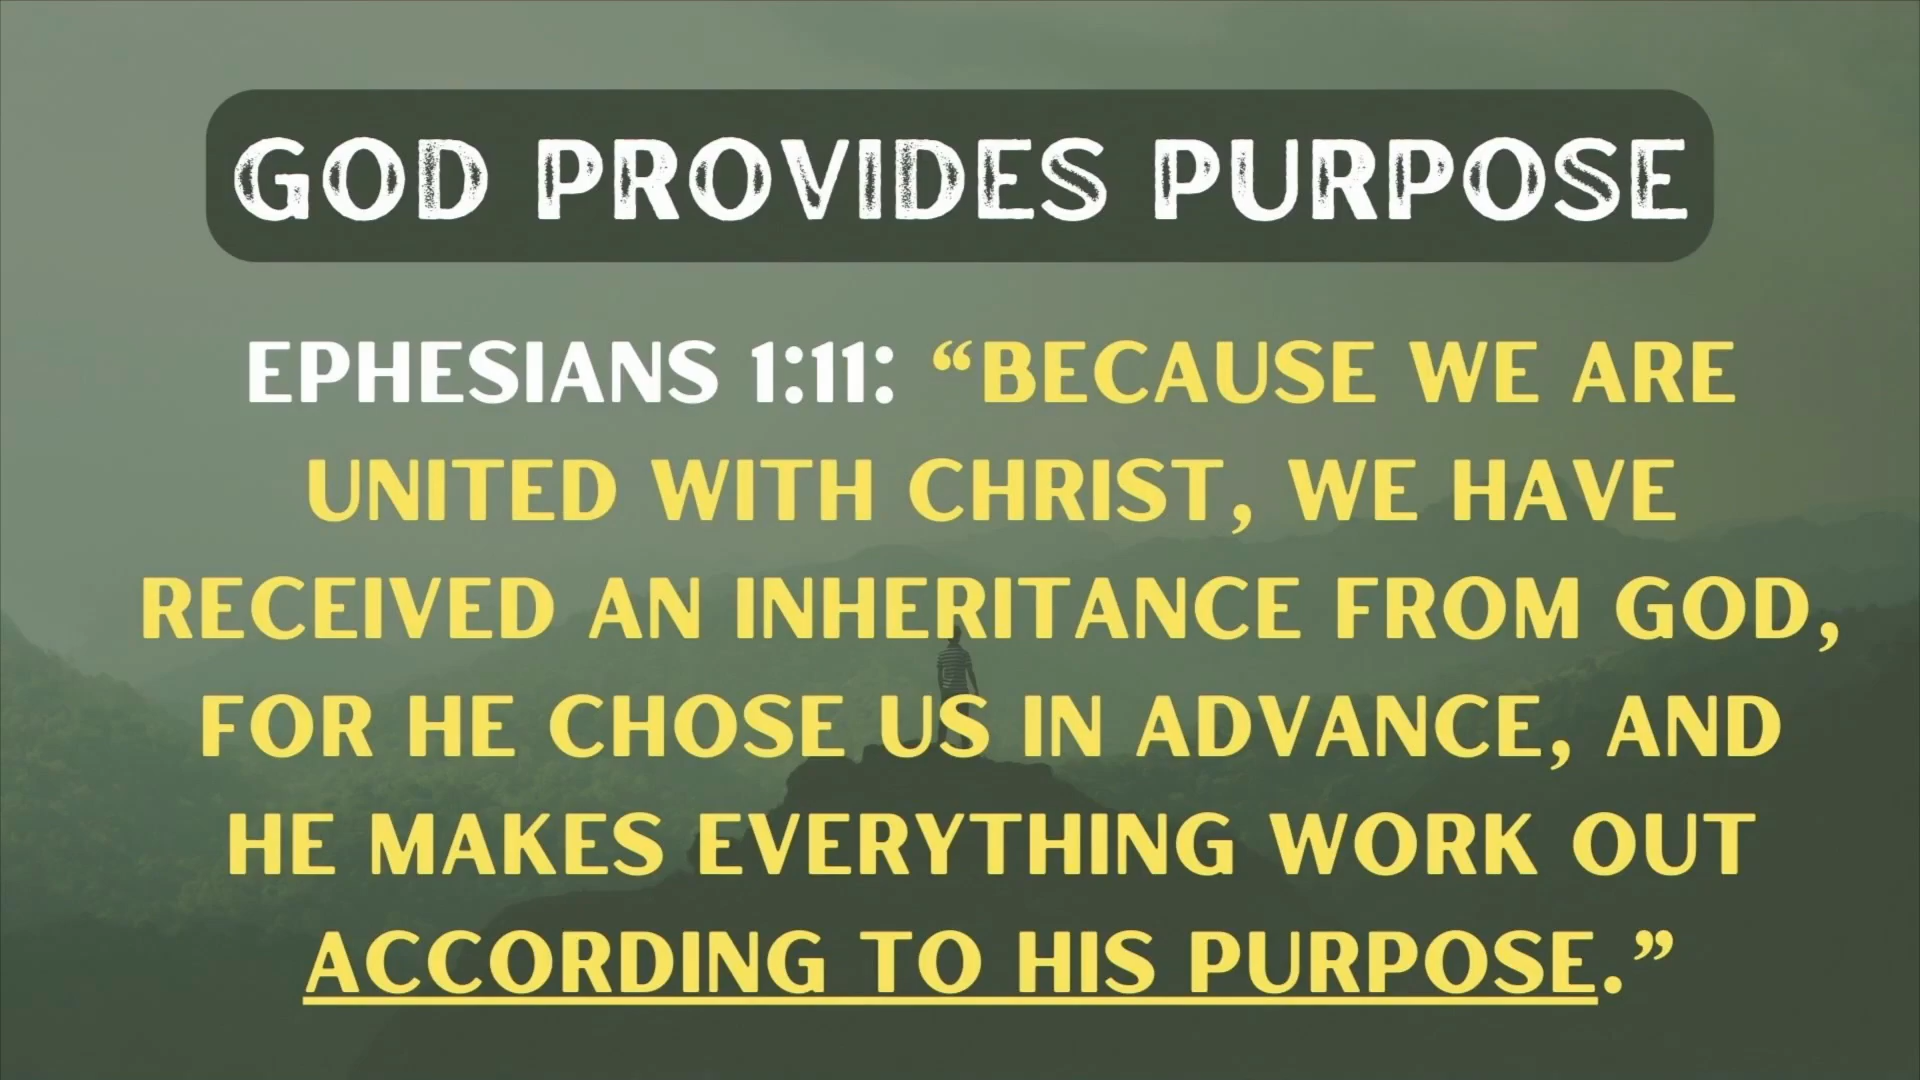 GOD PROVIDES PURPOSE
EPHESIANS 1:11: “BECAUSE WE ARE
UNITED WITH CHRIST, WE HAVE
RECEIVED AN INHERITANCE FROM GOD,
FOR HE CHOSE US IN ADVANCE, AND
HE MAKES EVERYTHING WORK OUT
ACCORDING TO HIS PURPOSE.”